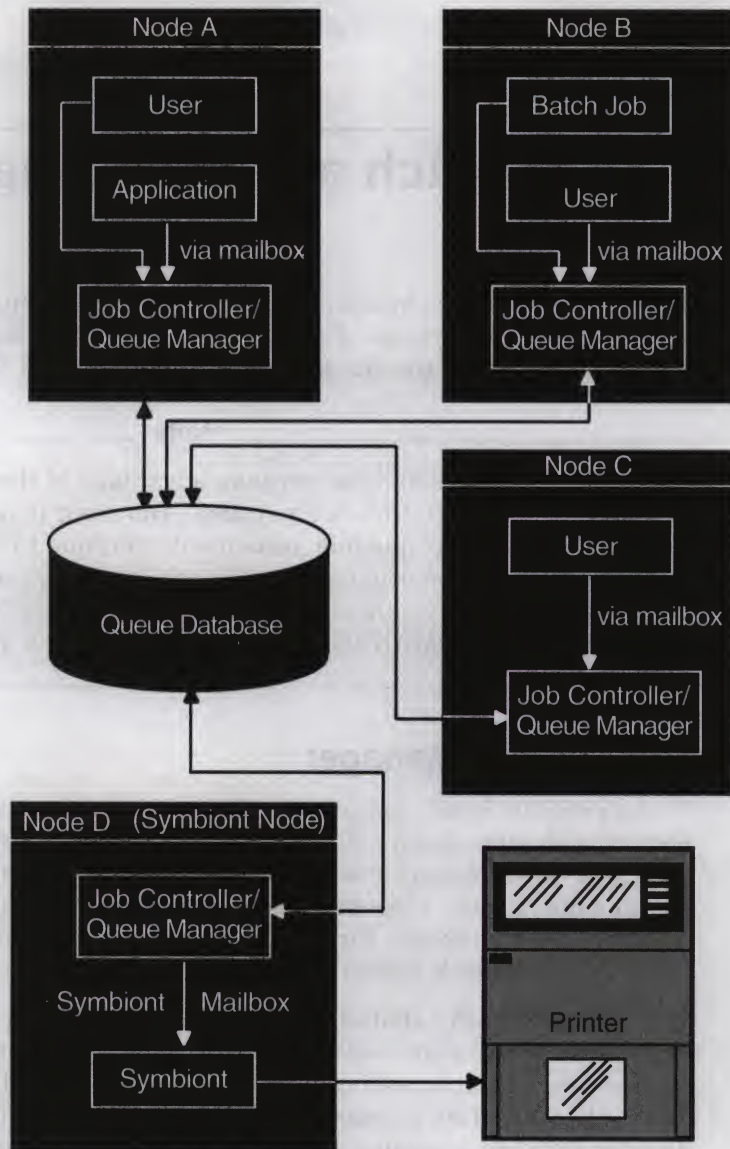 Node A
User
Application
via mailbox
Job Controller/
Queue Manager
Node B
Batch Job
User
via mailbox
Job Controller/
Queue Manager
Node C
User
via mailbox
Job Controller/
Queue Manager
Queue Database
Node D (Symbiont Node)
Job Controller/
Queue Manager
Symbiont Mailbox
Symbiont
Printer